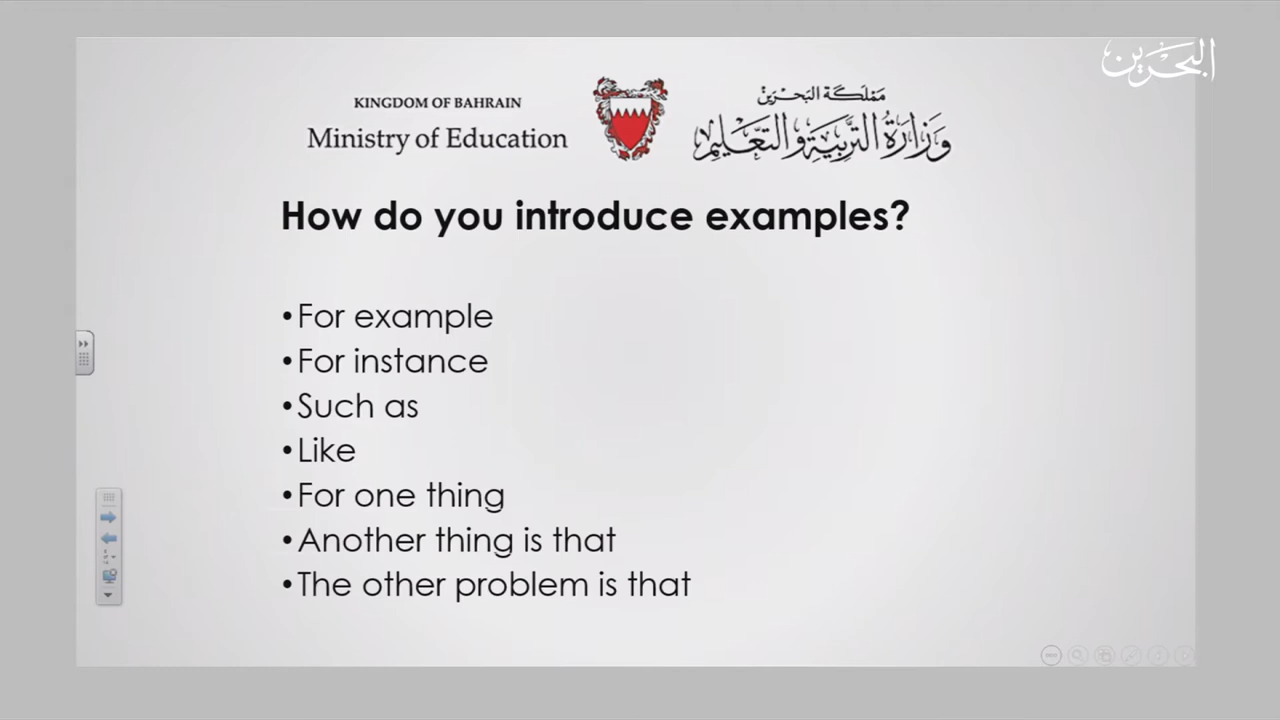 البحرين
KINGDOM OF BAHRAIN
Ministry of Education
مملكة البحرين
وزارة التربية والتعليم
How do you introduce examples?
•For example
•For instance
•Such as
•Like
•For one thing
•Another thing is that
•The other problem is that